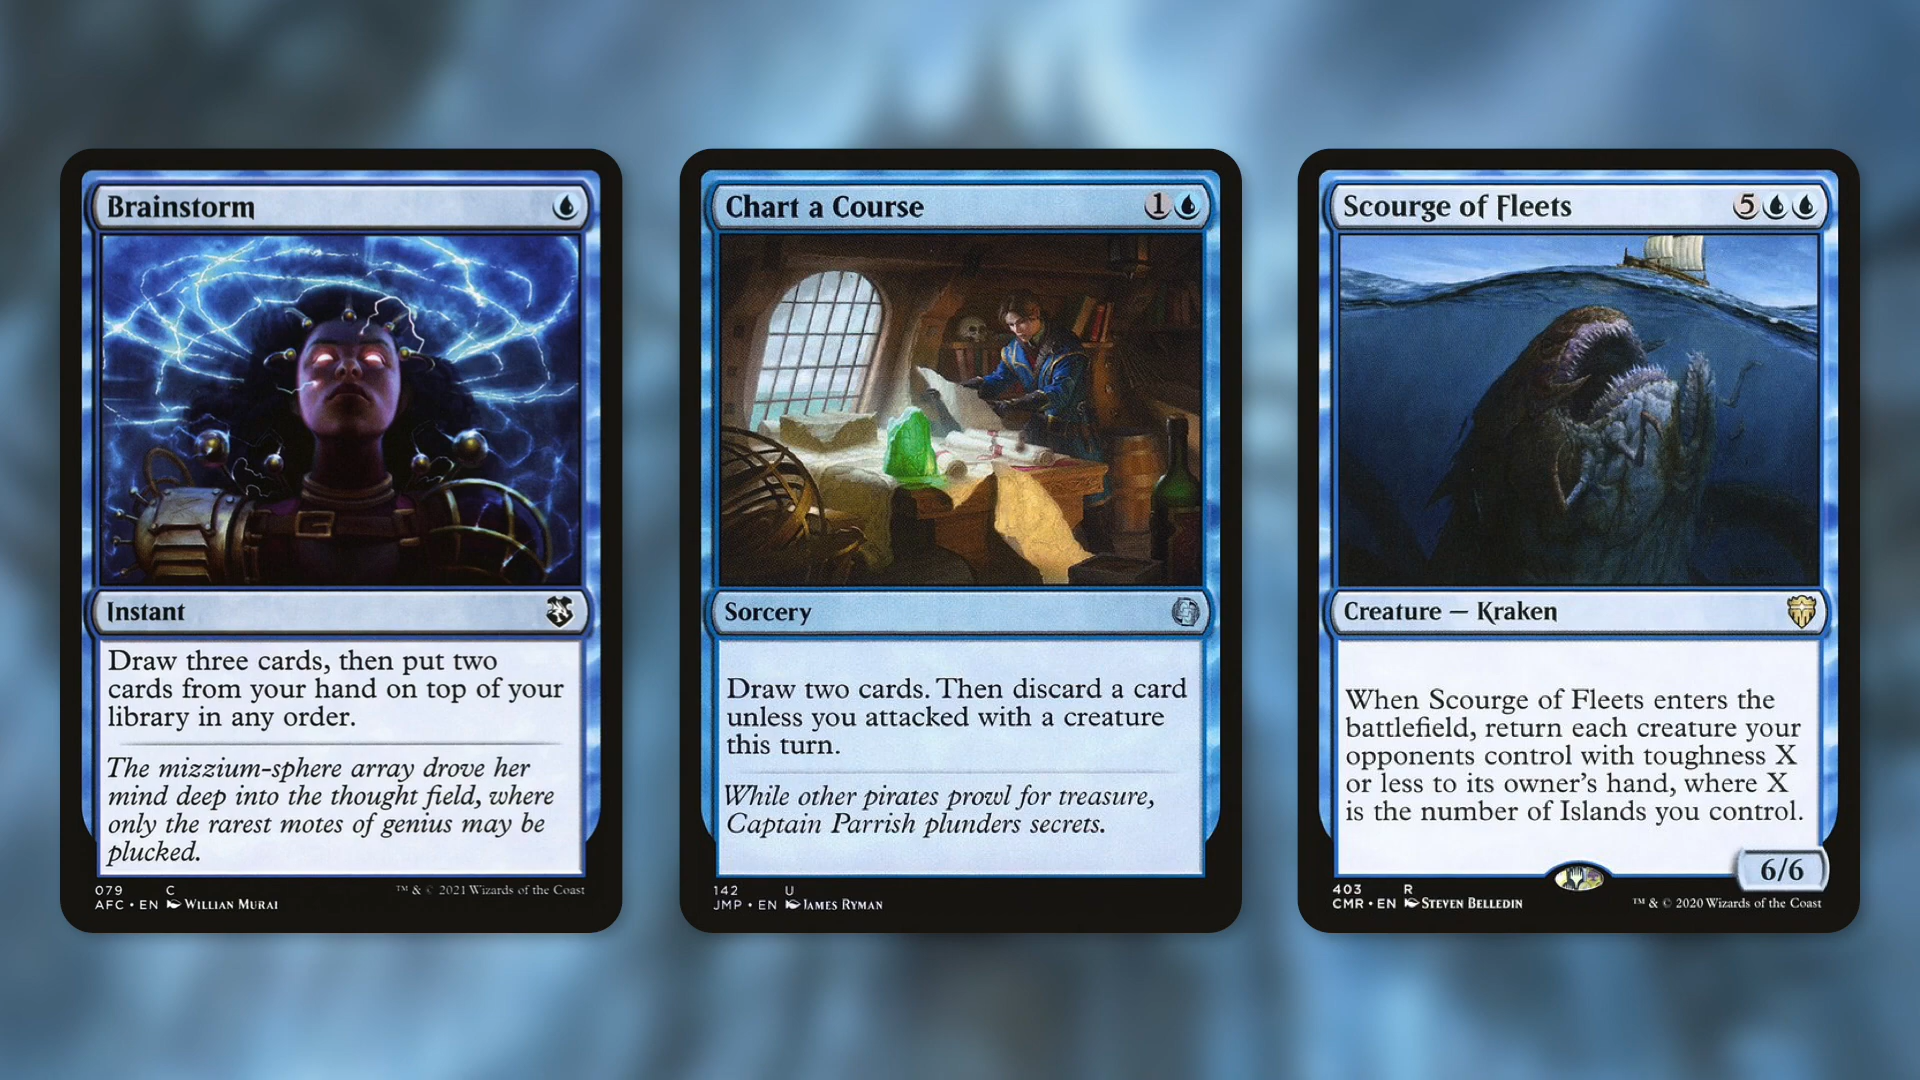 Brainstorm
Instant
Draw three cards, then put two
cards from your hand on top of your
library in any order.
The mizzium-sphere array drove her
mind deep into the thought field, where
only the rarest motes of genius may be
plucked.
079 C
AFC • EN WILLIAN MURAI
™ & © 2021 Wizards of the Coast
Chart a Course
1
Sorcery
Draw two cards. Then discard a card
unless you attacked with a creature
this turn.
While other pirates prowl for treasure,
Captain Parrish plunders secrets.
142 U
JMP • EN JAMES RYMAN
Scourge of Fleets
5
Creature — Kraken
When Scourge of Fleets enters the
battlefield, return each creature your
opponents control with toughness X
or less to its owner's hand, where X
is the number of Islands you control.
6/6
403 R
CMR • EN STEVEN BELLEDIN
™ & © 2020 Wizards of the Coast